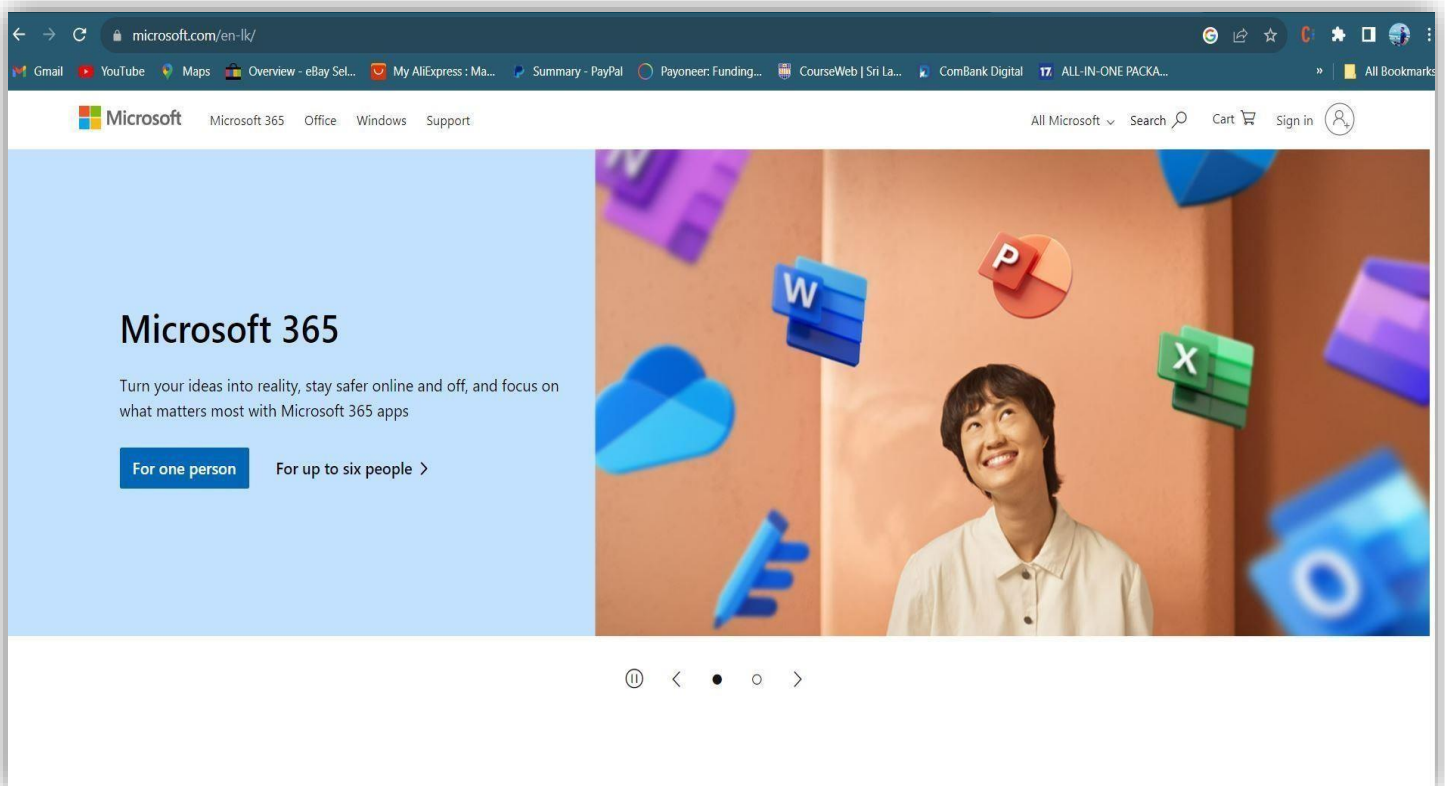 microsoft.com/en-lk/
Gmail YouTube Maps Overview - eBay Sel... My AliExpress : Ma... Summary - PayPal Payoneer: Funding... CourseWeb | Sri La... ComBank Digital 17 ALL-IN-ONE PACKA... » All Bookmarks
Microsoft Microsoft 365 Office Windows Support All Microsoft Search Cart Sign in
N
W
P
X
O
Microsoft 365
Turn your ideas into reality, stay safer online and off, and focus on
what matters most with Microsoft 365 apps
For one person For up to six people